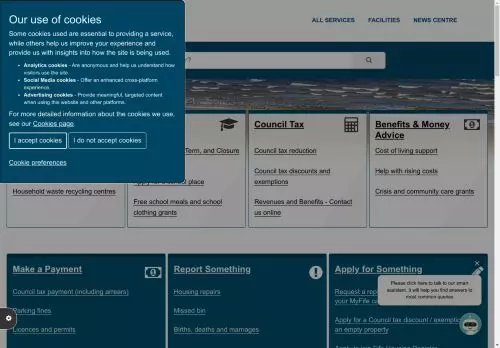 Our use of cookies
Some cookies used are essential to providing a service,
while others help us improve your experience and
provide us with insights into how the site is being used.
Analytics cookies - Are anonymous and help us understand how
visitors use the site.
Social Media cookies - Offer an enhanced cross-platform
experience.
Advertising cookies - Provide meaningful, targeted content
when using this website and other platforms.
For more detailed information about the cookies we use,
see our Cookies page
I accept cookies
I do not accept cookies
Cookie preferences
ALL SERVICES
FACILITIES
NEWS CENTRE
Household waste recycling centres
Term, and Closure
place
Free school meals and school
clothing grants
Council Tax
Council tax reduction
Council tax discounts and
exemptions
Revenues and Benefits - Contact
us online
Benefits & Money
Advice
Cost of living support
Help with rising costs
Crisis and community care grants
Make a Payment
Council tax payment (including arrears)
Parking fines
Licences and permits
Report Something
Housing repairs
Missed bin
Births, deaths and marriages
Apply for Something
Request a
your MyFife
Apply for a Council tax discount / exemption
an empty property
Please click here to talk to our smart
assistant. It will help you find answers to
most common queries